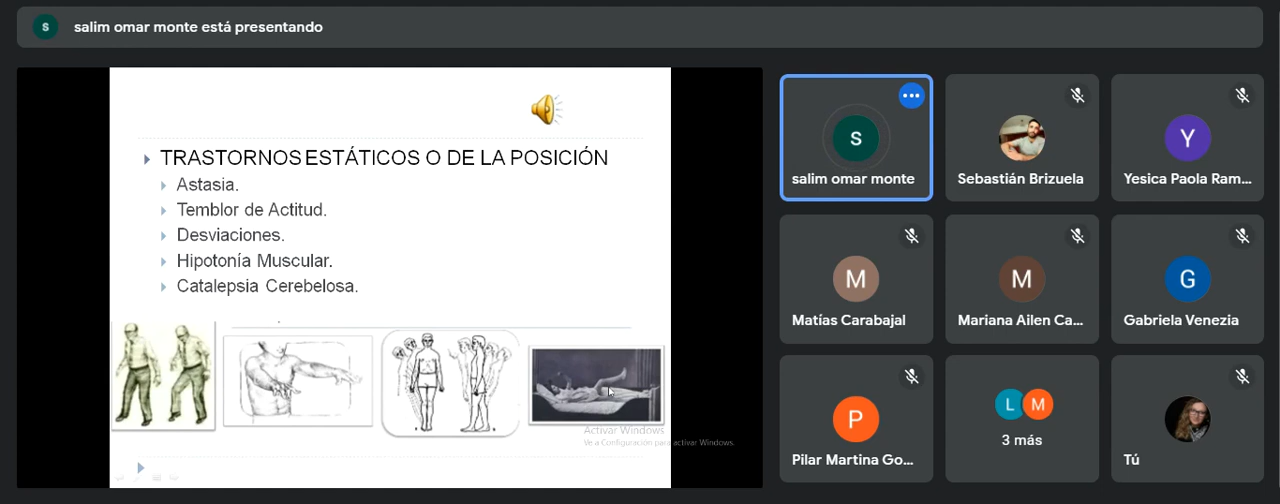 S
salim omar monte está presentando
TRASTORNOS ESTÁTICOS O DE LA POSICIÓN
Astasia.
Temblor de Actitud.
Desviaciones.
Hipotonía Muscular.
Catalepsia Cerebelosa.
Activar Windows
Ve a Configuración para activar Windows.
S
salim omar monte
Sebastián Brizuela
Y
Yesica Paola Ram...
M
Matías Carabajal
M
Mariana Ailen Ca...
G
Gabriela Venezia
P
Pilar Martina Go...
L M
3 más
Tú